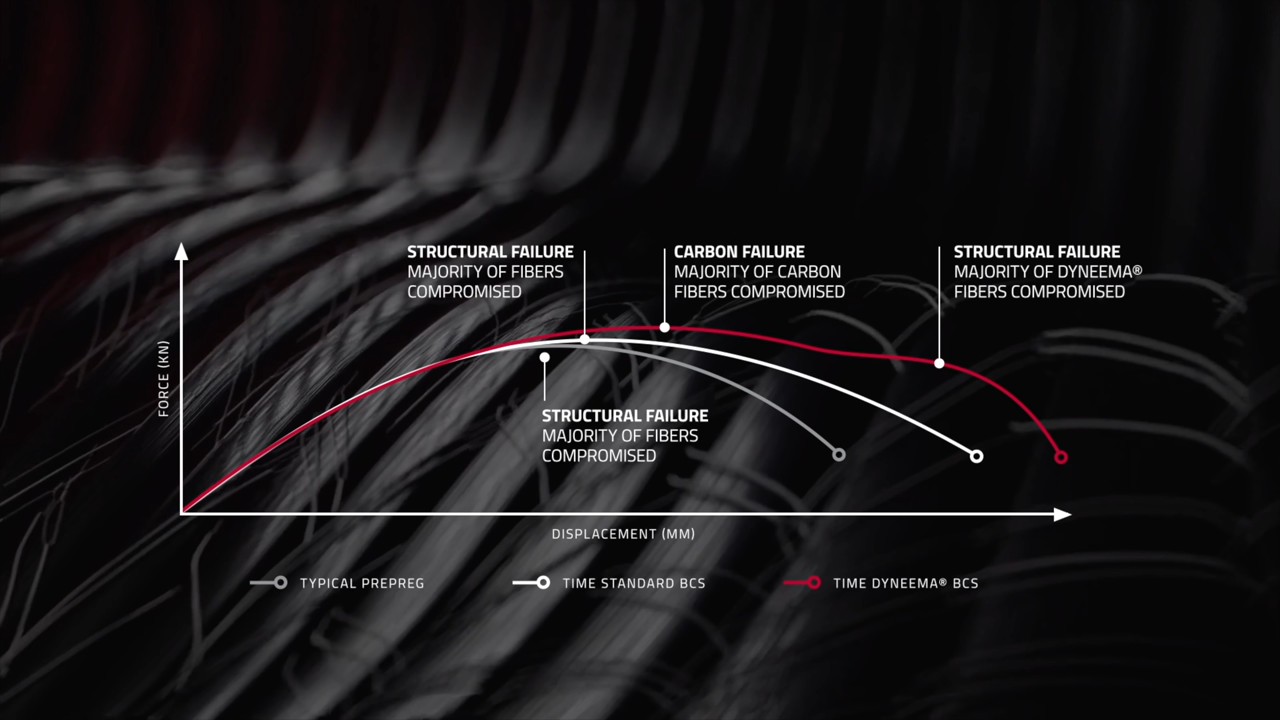 STRUCTURAL FAILURE
MAJORITY OF FIBERS
COMPROMISED
CARBON FAILURE
MAJORITY OF CARBON
FIBERS COMPROMISED
STRUCTURAL FAILURE
MAJORITY OF DYNEEMA®
FIBERS COMPROMISED
FORCE (KN)
STRUCTURAL FAILURE
MAJORITY OF FIBERS
COMPROMISED
DISPLACEMENT (MM)
TYPICAL PREPREG
TIME STANDARD BCS
TIME DYNEEMA® BCS